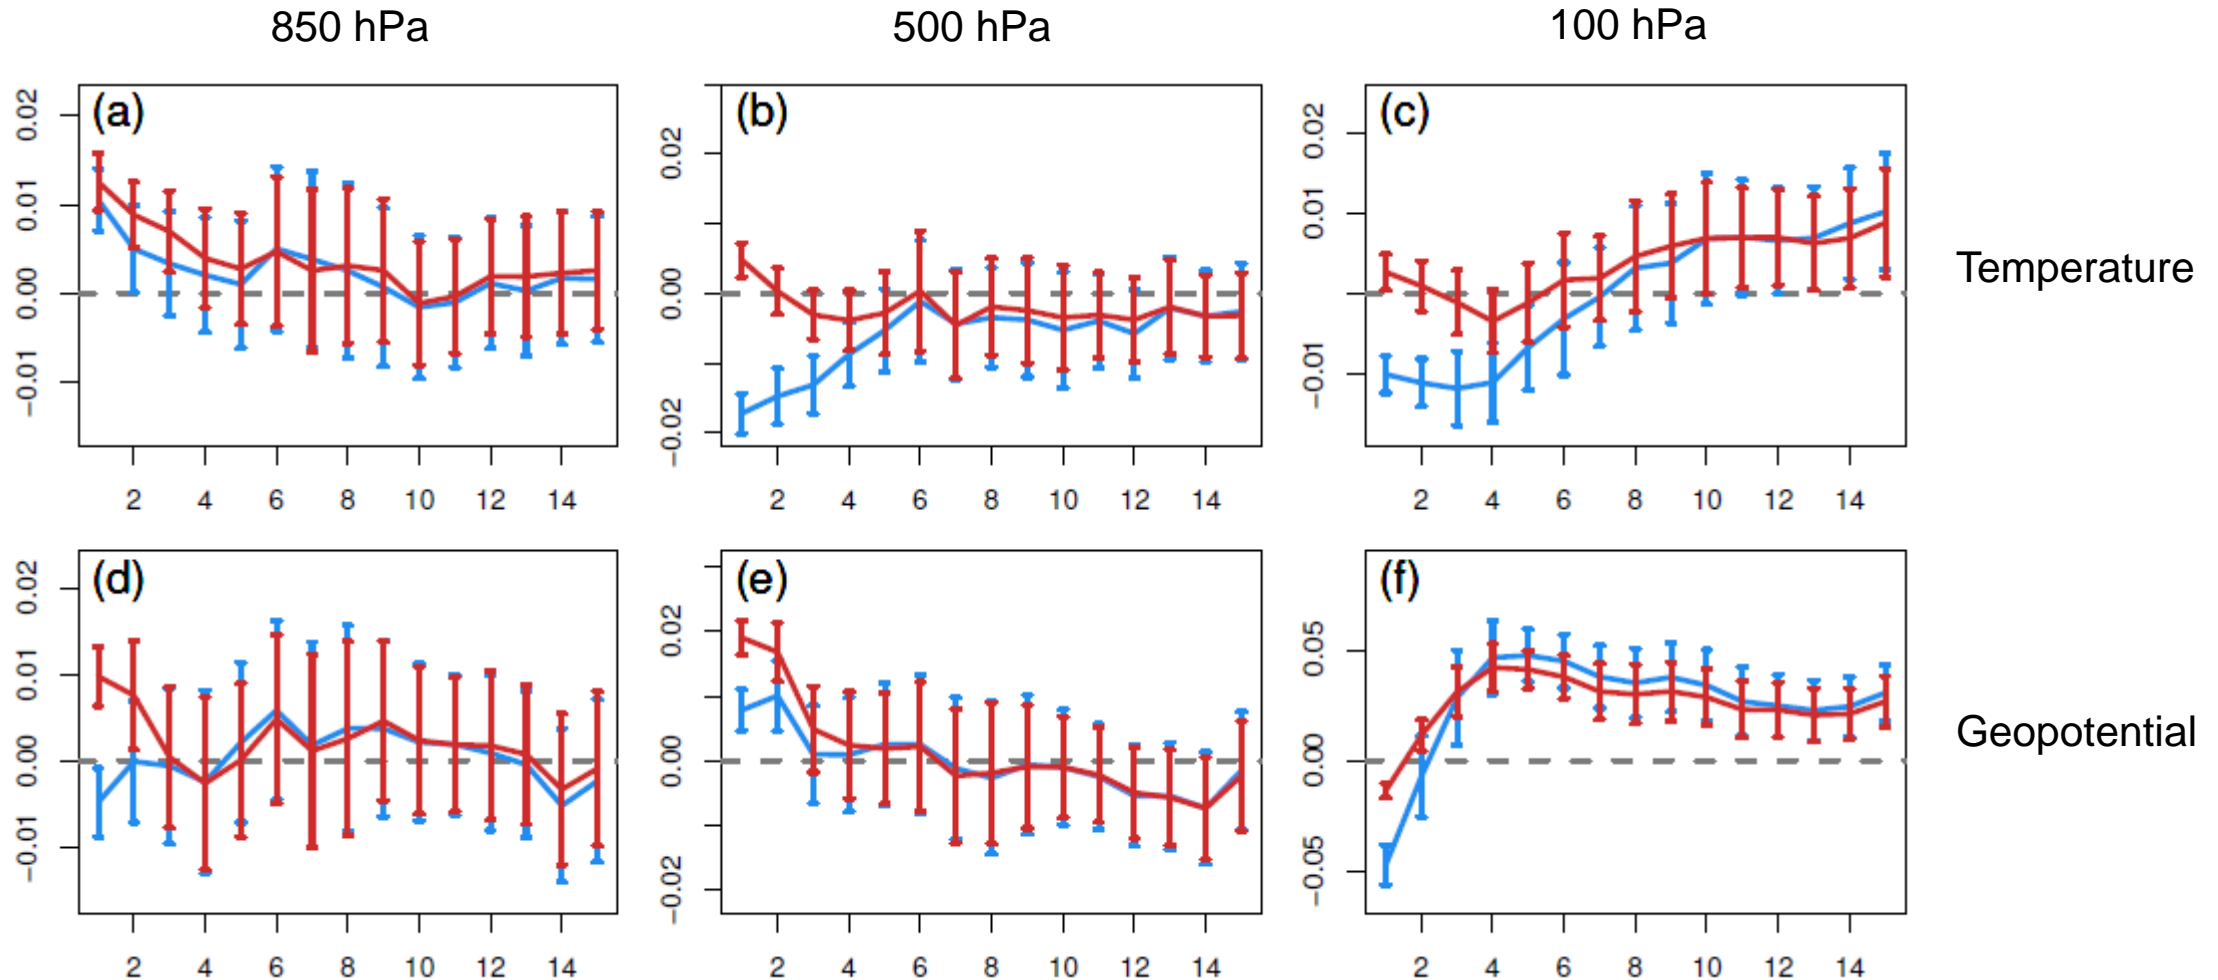 850 hPa 500 hPa 100 hPa
(a) (b) (c)
0.02 0.01 0.00 −0.01
0.02 0.00 −0.02
0.02 0.01 −0.01
Temperature
2 4 6 8 10 12 14
2 4 6 8 10 12 14
2 4 6 8 10 12 14
(d) (e) (f)
0.02 0.01 0.00 −0.01
0.02 0.00 −0.02
0.05 0.00 −0.05
Geopotential
2 4 6 8 10 12 14
2 4 6 8 10 12 14
2 4 6 8 10 12 14